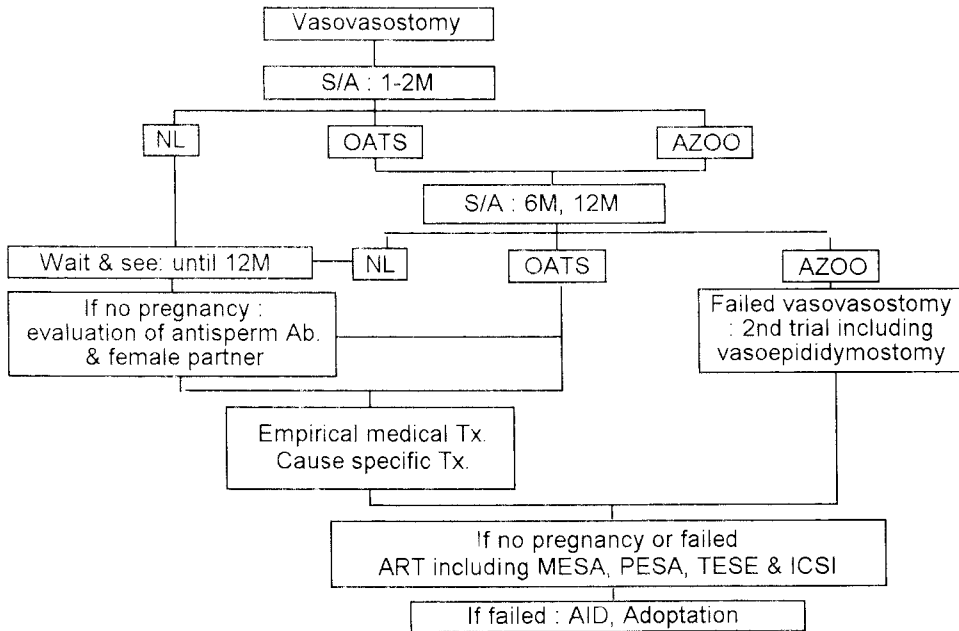 Vasovasostomy
S/A : 1-2M
NL
OATS
AZOO
S/A : 6M, 12M
Wait & see: until 12M
NL
OATS
AZOO
If no pregnancy :
evaluation of antisperm Ab.
& female partner
Failed vasovasostomy
: 2nd trial including
vasoepididymostomy
Empirical medical Tx.
Cause specific Tx.
If no pregnancy or failed
ART including MESA, PESA, TESE & ICSI
If failed : AID, Adoptation